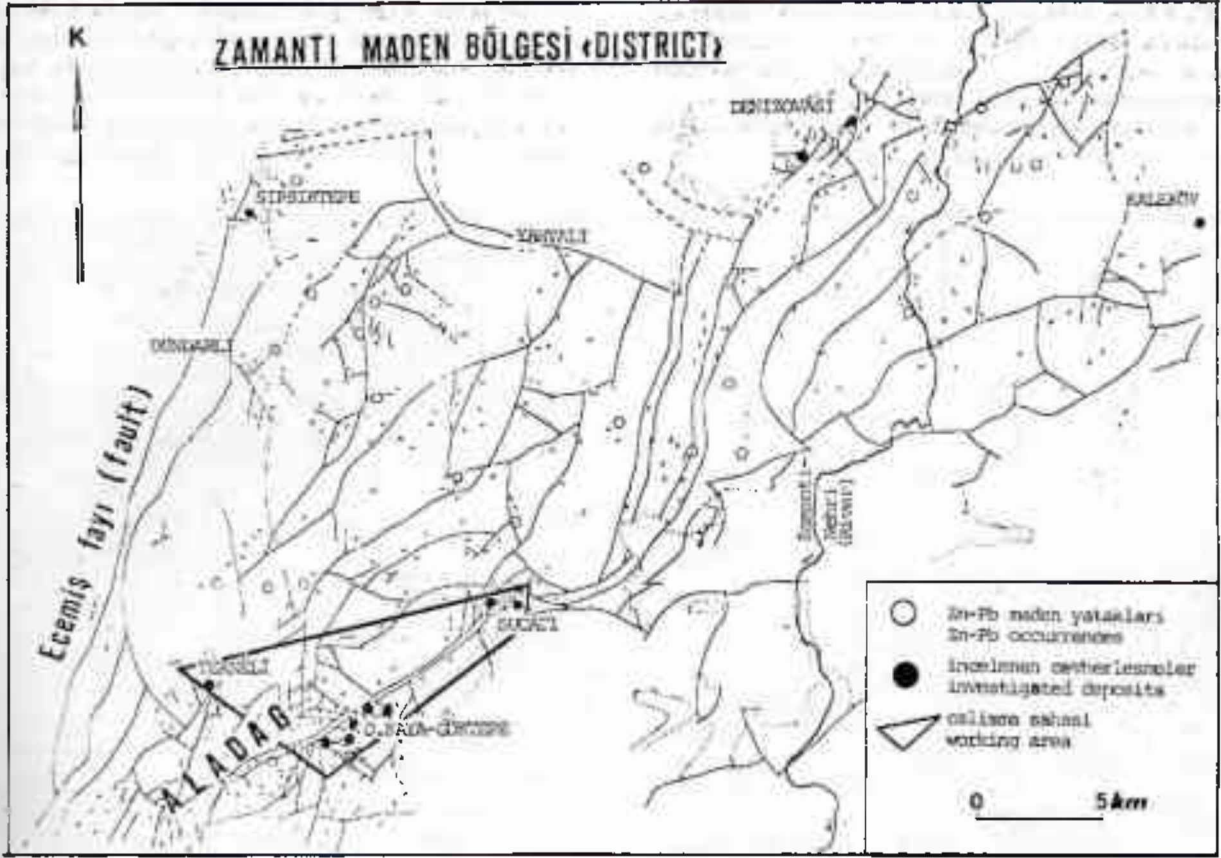 K
ZAMANTI MADEN BÖLGESİ «DISTRICT»
DENIZOVASI
KALEKÖY
YAHYALI
DÜNDARLI
Ecemiş fayı (fault)
Zamantı
Nehri
(River)
SUÇATI
ALADAĞ
Zn-Pb maden yatakları
Zn-Pb occurrences
incelenen cevherleşmeler
investigated deposits
çalışma sahası
working area
0 5 km